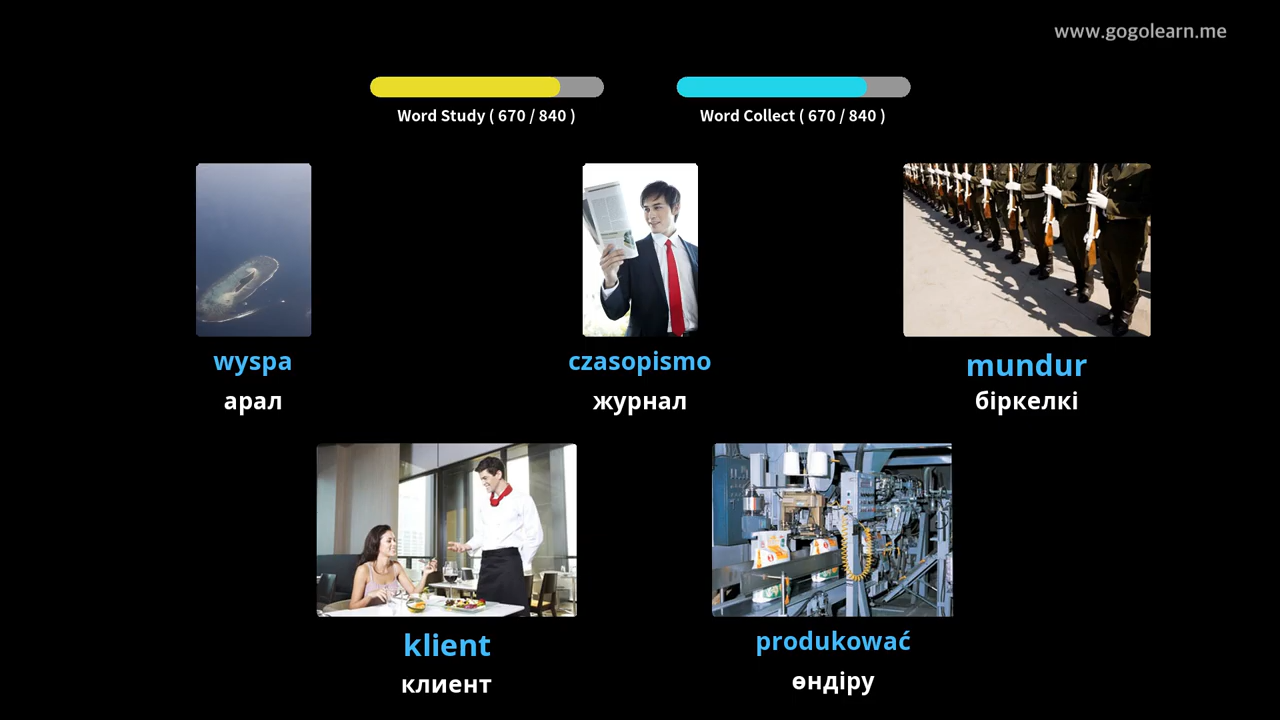 www.gogolearn.me
Word Study ( 670 / 840 )
Word Collect ( 670 / 840 )
wyspa
арал
czasopismo
журнал
mundur
біркелкі
klient
клиент
produkować
өндіру